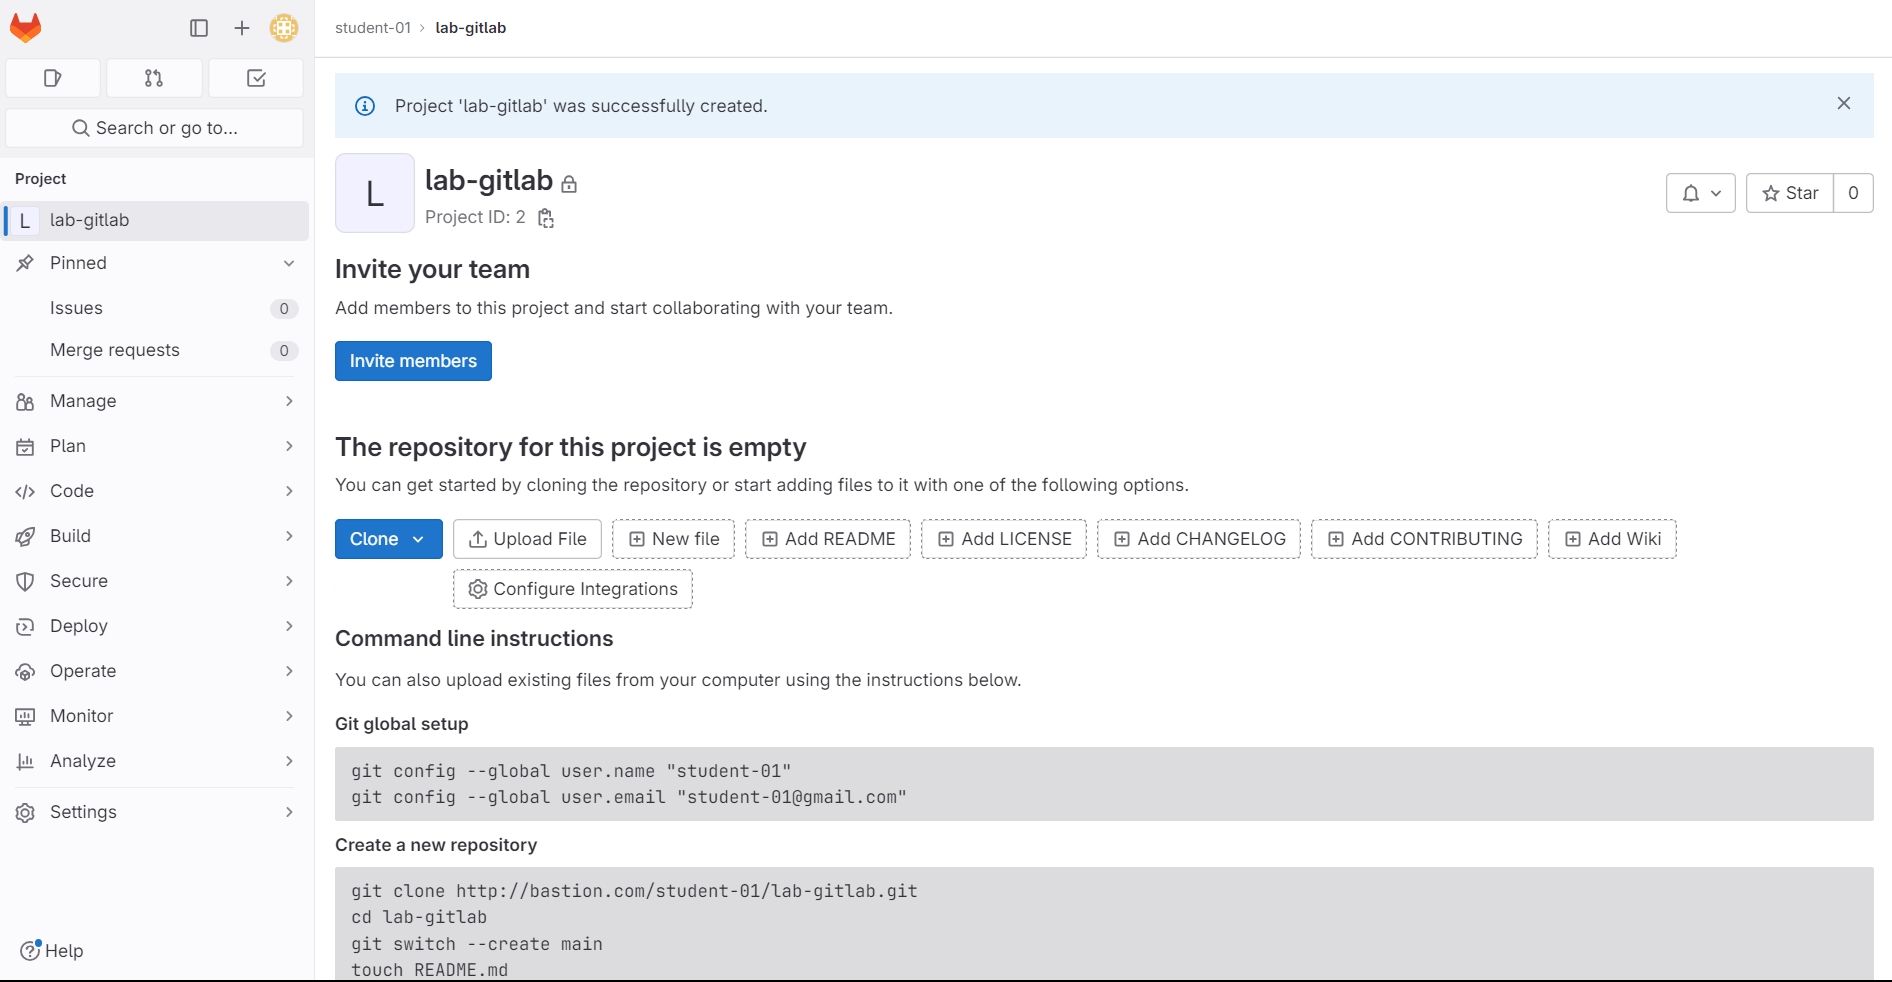 student-01 › lab-gitlab
Search or go to...
Project
L lab-gitlab
Pinned
Issues 0
Merge requests 0
Manage
Plan
Code
Build
Secure
Deploy
Operate
Monitor
Analyze
Settings
Help
Project 'lab-gitlab' was successfully created.
L
lab-gitlab
Project ID: 2
Star 0
Invite your team
Add members to this project and start collaborating with your team.
Invite members
The repository for this project is empty
You can get started by cloning the repository or start adding files to it with one of the following options.
Clone Upload File New file Add README Add LICENSE Add CHANGELOG Add CONTRIBUTING Add Wiki
Configure Integrations
Command line instructions
You can also upload existing files from your computer using the instructions below.
Git global setup
git config --global user.name "student-01"
git config --global user.email "student-01@gmail.com"
Create a new repository
git clone http://bastion.com/student-01/lab-gitlab.git
cd lab-gitlab
git switch --create main
touch README.md